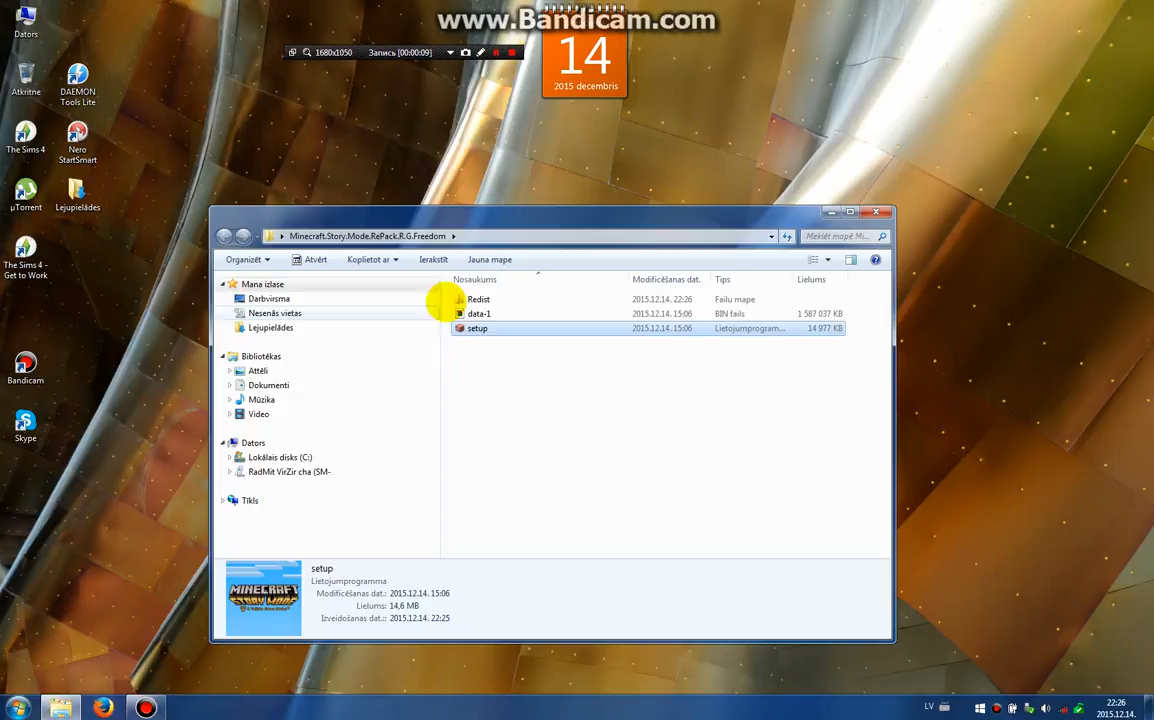 www.Bandicam.com
Dators
1680x1050
Запись [00:00:09]
14
2015 decembris
Atkritne
DAEMON
Tools Lite
The Sims 4
Nero
StartSmart
µTorrent
Lejupielādes
The Sims 4 -
Get to Work
Bandicam
Skype
Minecraft.Story.Mode.RePack.R.G.Freedom
Meklēt mapē Mi...
Organizēt
Atvērt
Koplietot ar
Ierakstīt
Jauna mape
Mana izlase
Darbvirsma
Nesenās vietas
Lejupielādes
Bibliotēkas
Attēli
Dokumenti
Mūzika
Video
Dators
Lokālais disks (C:)
RadMit VirZir cha (SM-
Tīkls
Nosaukums
Modificēšanas dat.
Tips
Lielums
Redist
2015.12.14. 22:26
Failu mape
data-1
2015.12.14. 15:06
BIN fails
1 587 037 KB
setup
2015.12.14. 15:06
Lietojumprogram...
14 977 KB
MINECRAFT
STORY MODE
setup
Lietojumprogramma
Modificēšanas dat.: 2015.12.14. 15:06
Lielums: 14,6 MB
Izveidošanas dat.: 2015.12.14. 22:25
LV
22:26
2015.12.14.